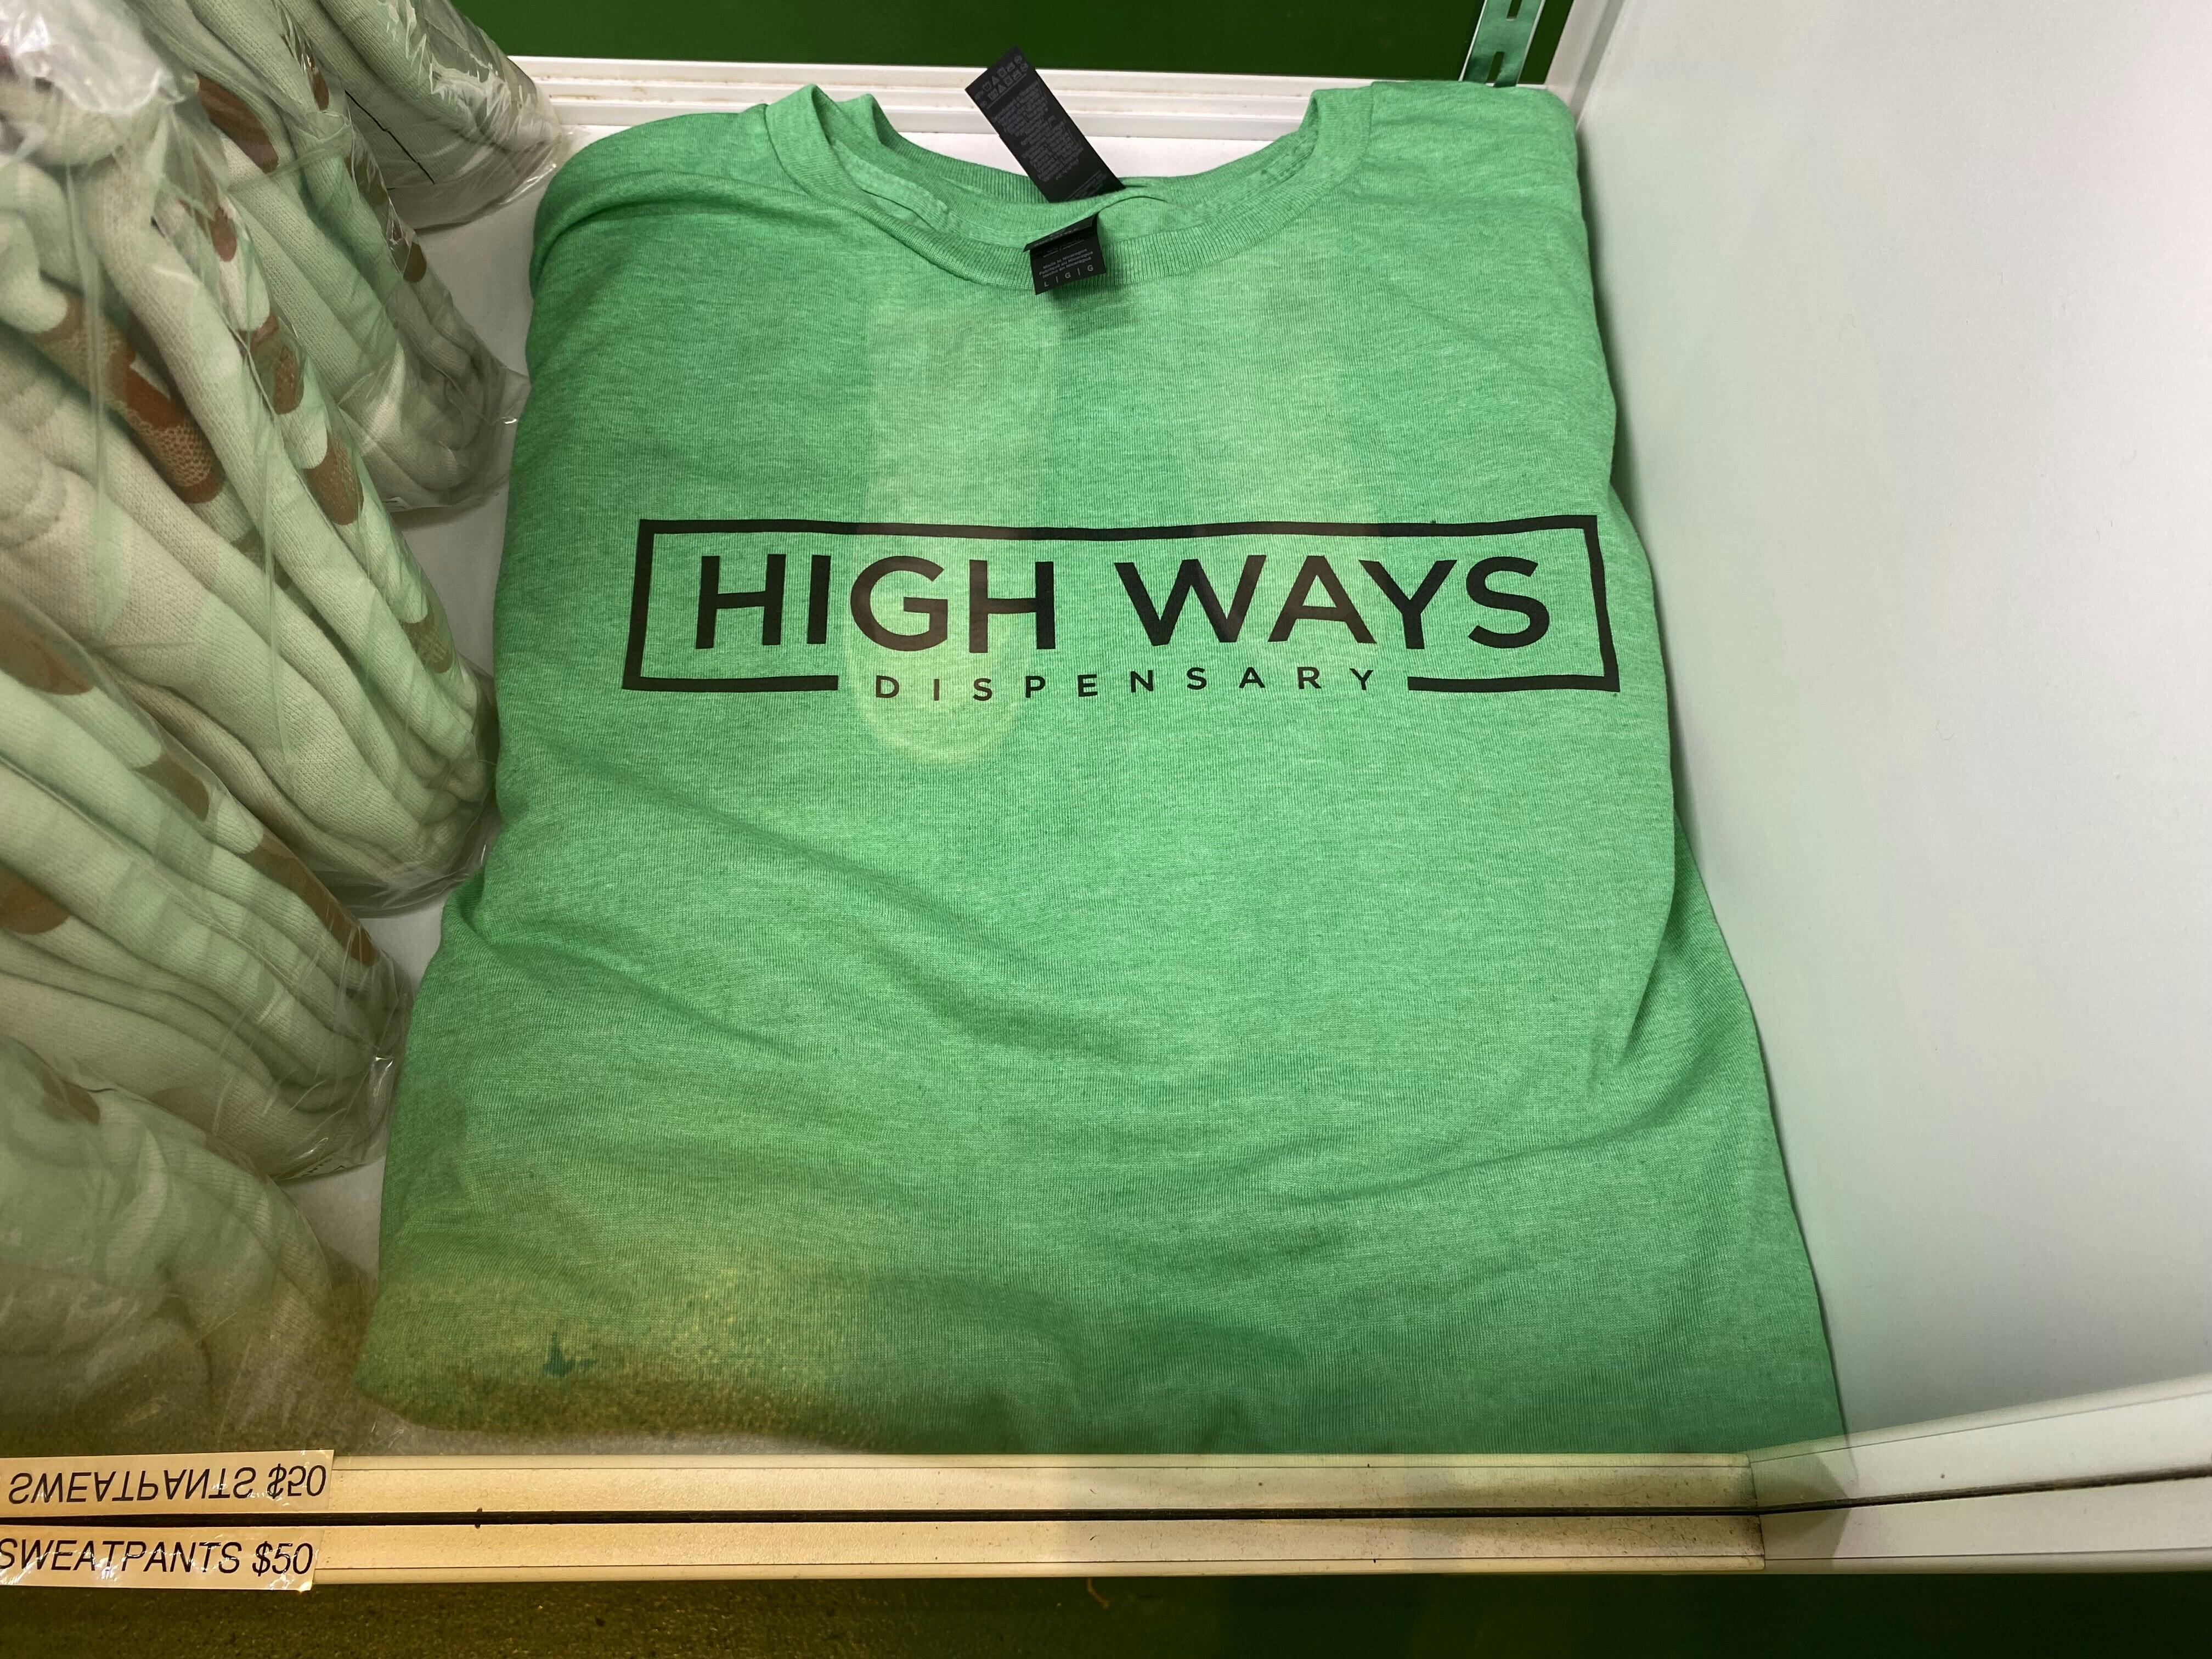 L | G | G
HIGH WAYS
DISPENSARY
SWEATPANTS $50
SWEATPANTS $50